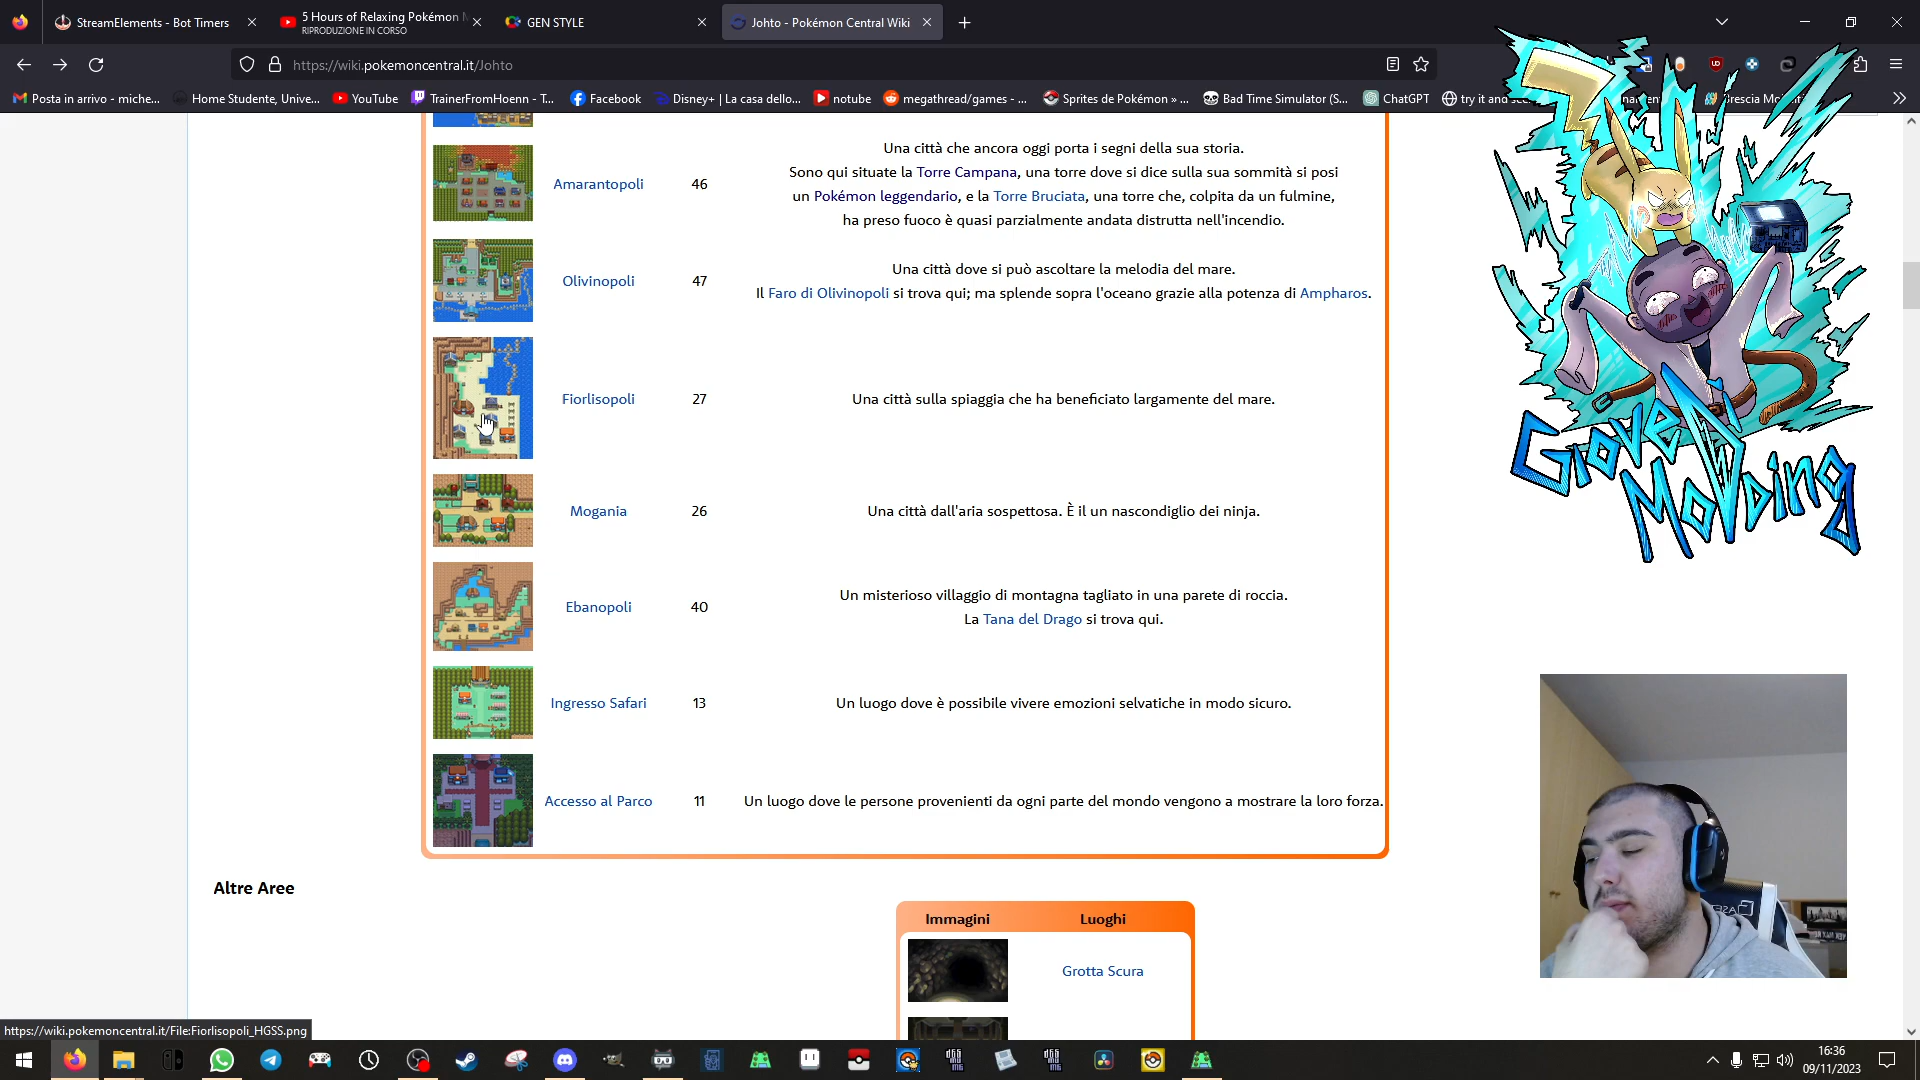 StreamElements - Bot Timers
5 Hours of Relaxing Pokémon M
RIPRODUZIONE IN CORSO
GEN STYLE
Johto - Pokémon Central Wiki
https://wiki.pokemoncentral.it/Johto
Posta in arrivo - miche...
Home Studente, Unive...
YouTube
TrainerFromHoenn - T...
Facebook
Disney+ | La casa dello...
notube
megathread/games - ...
Sprites de Pokémon » ...
Bad Time Simulator (S...
ChatGPT
Amarantopoli
46
Una città che ancora oggi porta i segni della sua storia.
Sono qui situate la Torre Campana, una torre dove si dice sulla sua sommità si posi
un Pokémon leggendario, e la Torre Bruciata, una torre che, colpita da un fulmine,
ha preso fuoco è quasi parzialmente andata distrutta nell'incendio.
Olivinopoli
47
Una città dove si può ascoltare la melodia del mare.
Il Faro di Olivinopoli si trova qui; ma splende sopra l'oceano grazie alla potenza di Ampharos.
Fiorlisopoli
27
Una città sulla spiaggia che ha beneficiato largamente del mare.
Mogania
26
Una città dall'aria sospettosa. È il un nascondiglio dei ninja.
Ebanopoli
40
Un misterioso villaggio di montagna tagliato in una parete di roccia.
La Tana del Drago si trova qui.
Ingresso Safari
13
Un luogo dove è possibile vivere emozioni selvatiche in modo sicuro.
Accesso al Parco
11
Un luogo dove le persone provenienti da ogni parte del mondo vengono a mostrare la loro forza.
Altre Aree
Immagini
Luoghi
Grotta Scura
GioveNi
MoVDing
https://wiki.pokemoncentral.it/File:Fiorlisopoli_HGSS.png
16:36
09/11/2023